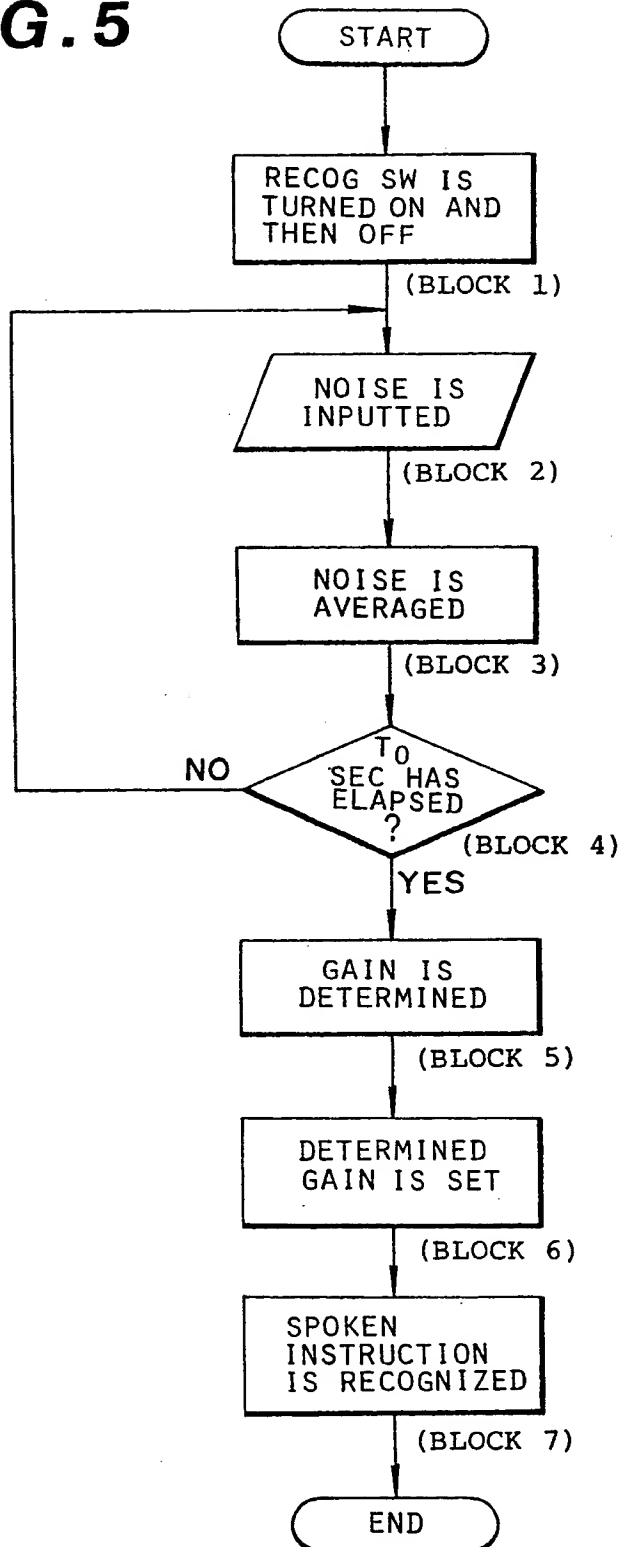 G.5
START
RECOG SW IS
TURNED ON AND
THEN OFF
(BLOCK 1)
NOISE IS
INPUTTED
(BLOCK 2)
NOISE IS
AVERAGED
(BLOCK 3)
T0
SEC HAS
ELAPSED
?
NO
(BLOCK 4)
YES
GAIN IS
DETERMINED
(BLOCK 5)
DETERMINED
GAIN IS SET
(BLOCK 6)
SPOKEN
INSTRUCTION
IS RECOGNIZED
(BLOCK 7)
END